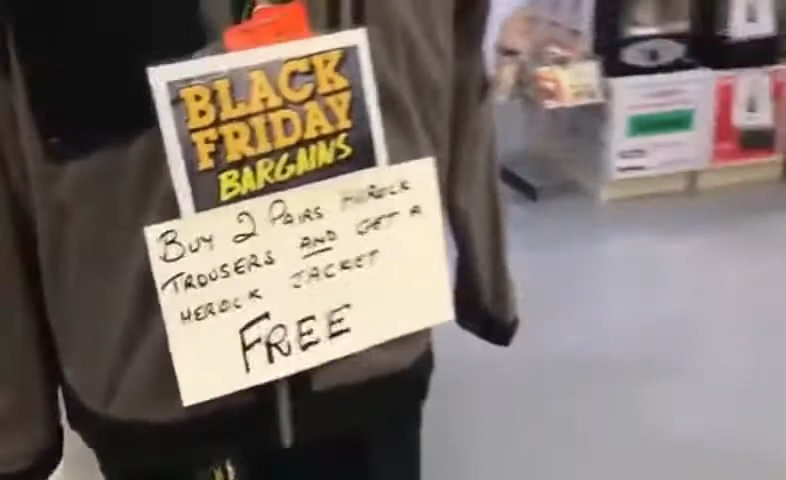 BLACK
FRIDAY
BARGAINS
BUY 2 PAIRS HEROCK
TROUSERS AND GET A
HEROCK JACKET
FREE